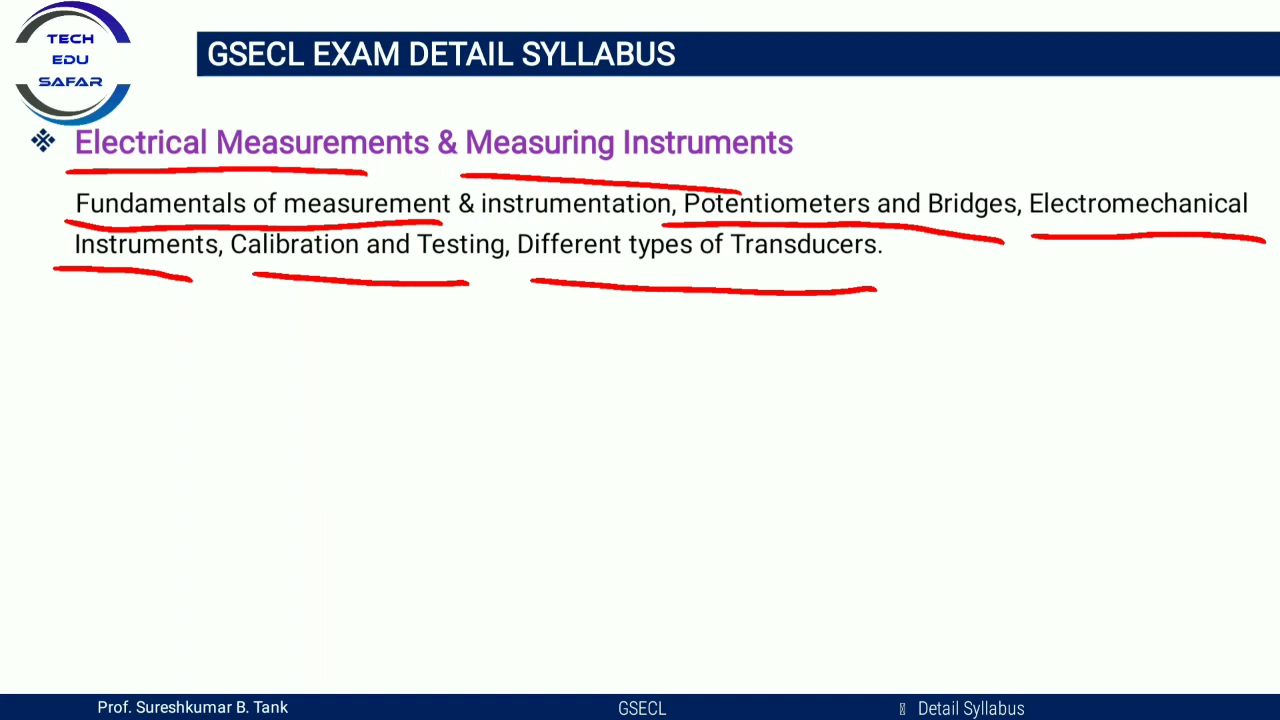 TECH
EDU
SAFAR
GSECL EXAM DETAIL SYLLABUS
Electrical Measurements & Measuring Instruments
Fundamentals of measurement & instrumentation, Potentiometers and Bridges, Electromechanical
Instruments, Calibration and Testing, Different types of Transducers.
Prof. Sureshkumar B. Tank
GSECL
Detail Syllabus